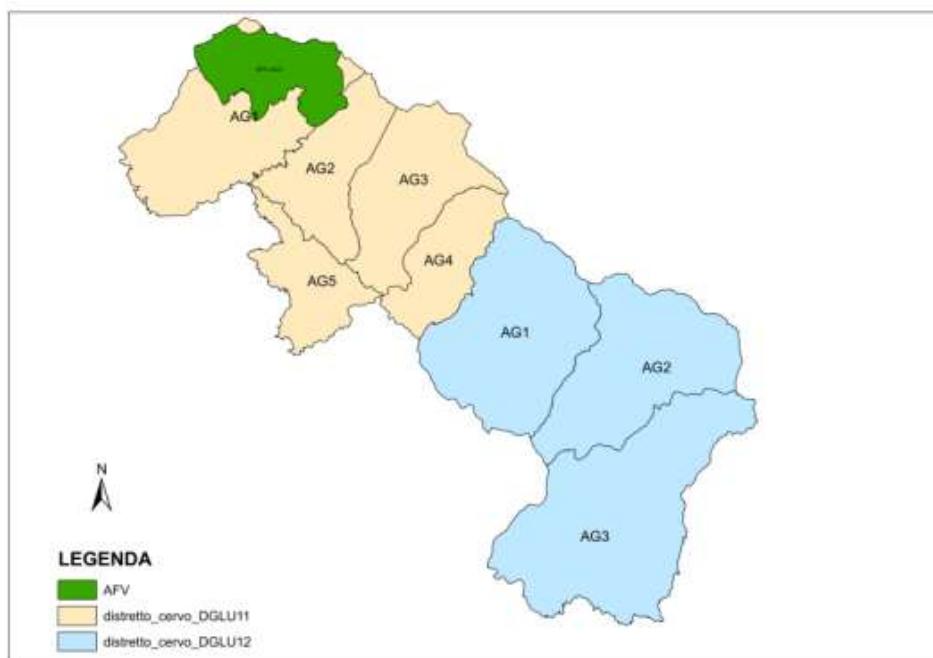 AG1
AG2
AG3
AG4
AG5
AG1
AG2
AG3
N
LEGENDA
AFV
distretto_cervo_DGLU11
distretto_cervo_DGLU12